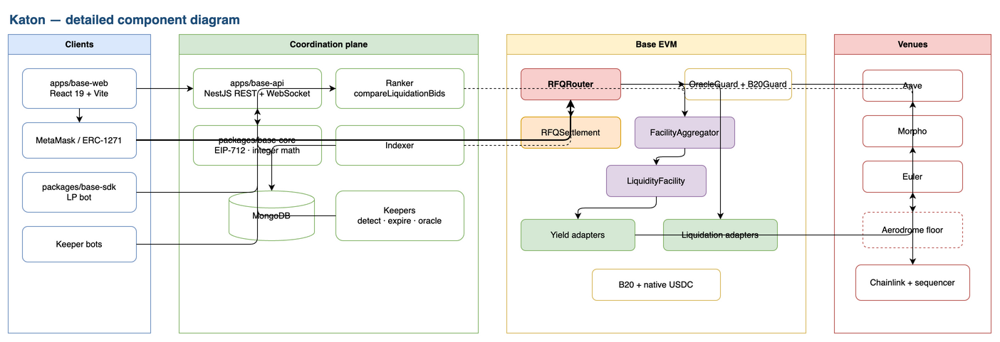 Katon — detailed component diagram
Clients
apps/base-web
React 19 + Vite
MetaMask / ERC-1271
packages/base-sdk
LP bot
Keeper bots
Coordination plane
apps/base-api
NestJS REST + WebSocket
Ranker
compareLiquidationBids
packages/base-core
EIP-712 · integer math
Indexer
MongoDB
Keepers
detect · expire · oracle
Base EVM
RFQRouter
OracleGuard + B20Guard
RFQSettlement
FacilityAggregator
LiquidityFacility
Yield adapters
Liquidation adapters
B20 + native USDC
Venues
Aave
Morpho
Euler
Aerodrome floor
Chainlink + sequencer